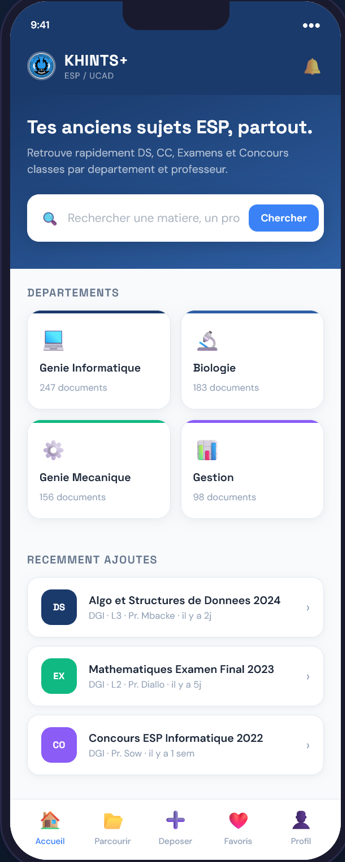 9:41
KHINTS+
ESP / UCAD
Tes anciens sujets ESP, partout.
Retrouve rapidement DS, CC, Examens et Concours
classes par departement et professeur.
Rechercher une matiere, un pro
Chercher
DEPARTEMENTS
Genie Informatique
247 documents
Biologie
183 documents
Genie Mecanique
156 documents
Gestion
98 documents
RECEMMENT AJOUTES
DS
Algo et Structures de Donnees 2024
DGI · L3 · Pr. Mbacke · il y a 2j
EX
Mathematiques Examen Final 2023
DGI · L2 · Pr. Diallo · il y a 5j
CO
Concours ESP Informatique 2022
DGI · Pr. Sow · il y a 1 sem
Accueil
Parcourir
Deposer
Favoris
Profil